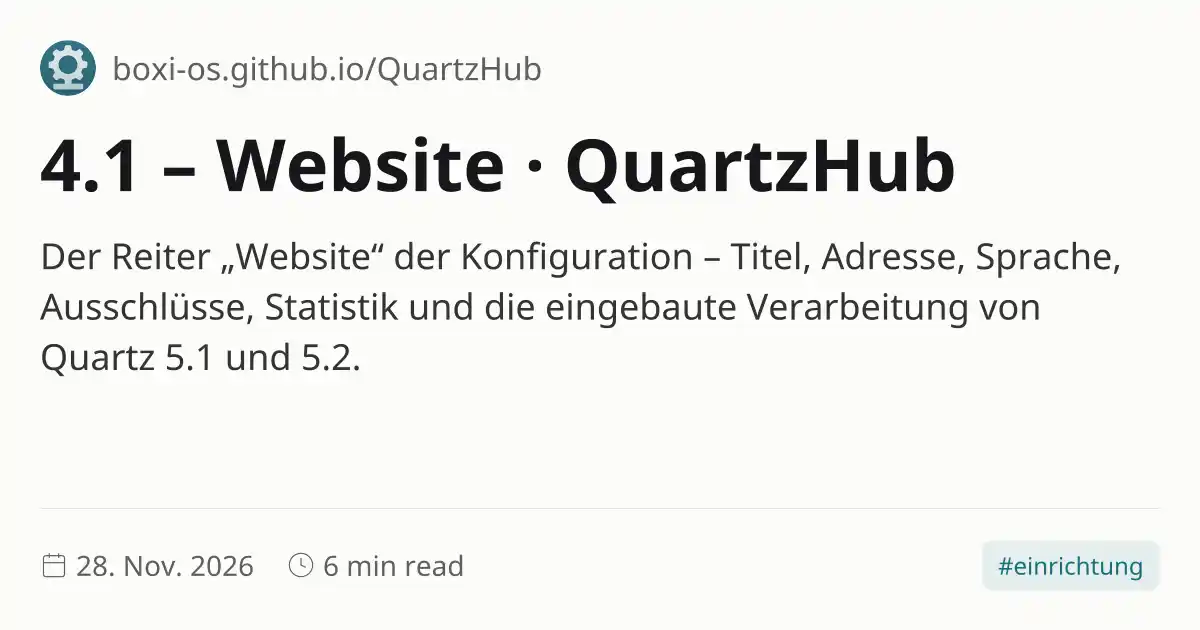 boxi-os.github.io/QuartzHub
4.1 – Website · QuartzHub
Der Reiter „Website“ der Konfiguration – Titel, Adresse, Sprache,
Ausschlüsse, Statistik und die eingebaute Verarbeitung von
Quartz 5.1 und 5.2.
28. Nov. 2026 6 min read #einrichtung